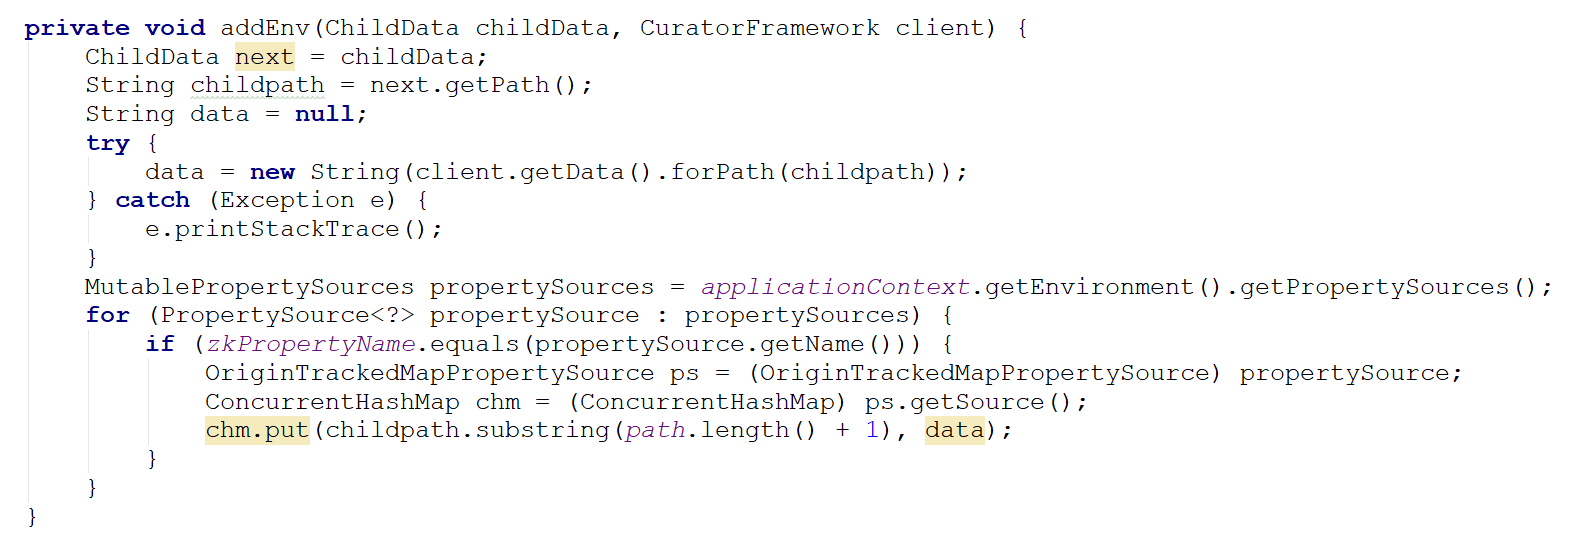 private void addEnv(ChildData childData, CuratorFramework client) {
    ChildData next = childData;
    String childpath = next.getPath();
    String data = null;
    try {
        data = new String(client.getData().forPath(childpath));
    } catch (Exception e) {
        e.printStackTrace();
    }
    MutablePropertySources propertySources = applicationContext.getEnvironment().getPropertySources();
    for (PropertySource<?> propertySource : propertySources) {
        if (zkPropertyName.equals(propertySource.getName())) {
            OriginTrackedMapPropertySource ps = (OriginTrackedMapPropertySource) propertySource;
            ConcurrentHashMap chm = (ConcurrentHashMap) ps.getSource();
            chm.put(childpath.substring(path.length() + 1), data);
        }
    }
}